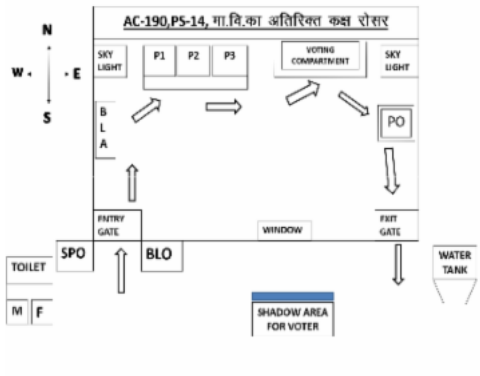 AC-190,PS-14, गा.वि.का अतिरिक्त कक्ष रोसर
N
W
E
S
SKY
LIGHT
P1
P2
P3
VOTING
COMPARTMENT
SKY
LIGHT
B
L
A
PO
ENTRY
GATE
WINDOW
EXIT
GATE
SPO
BLO
TOILET
M
F
WATER
TANK
SHADOW AREA
FOR VOTER